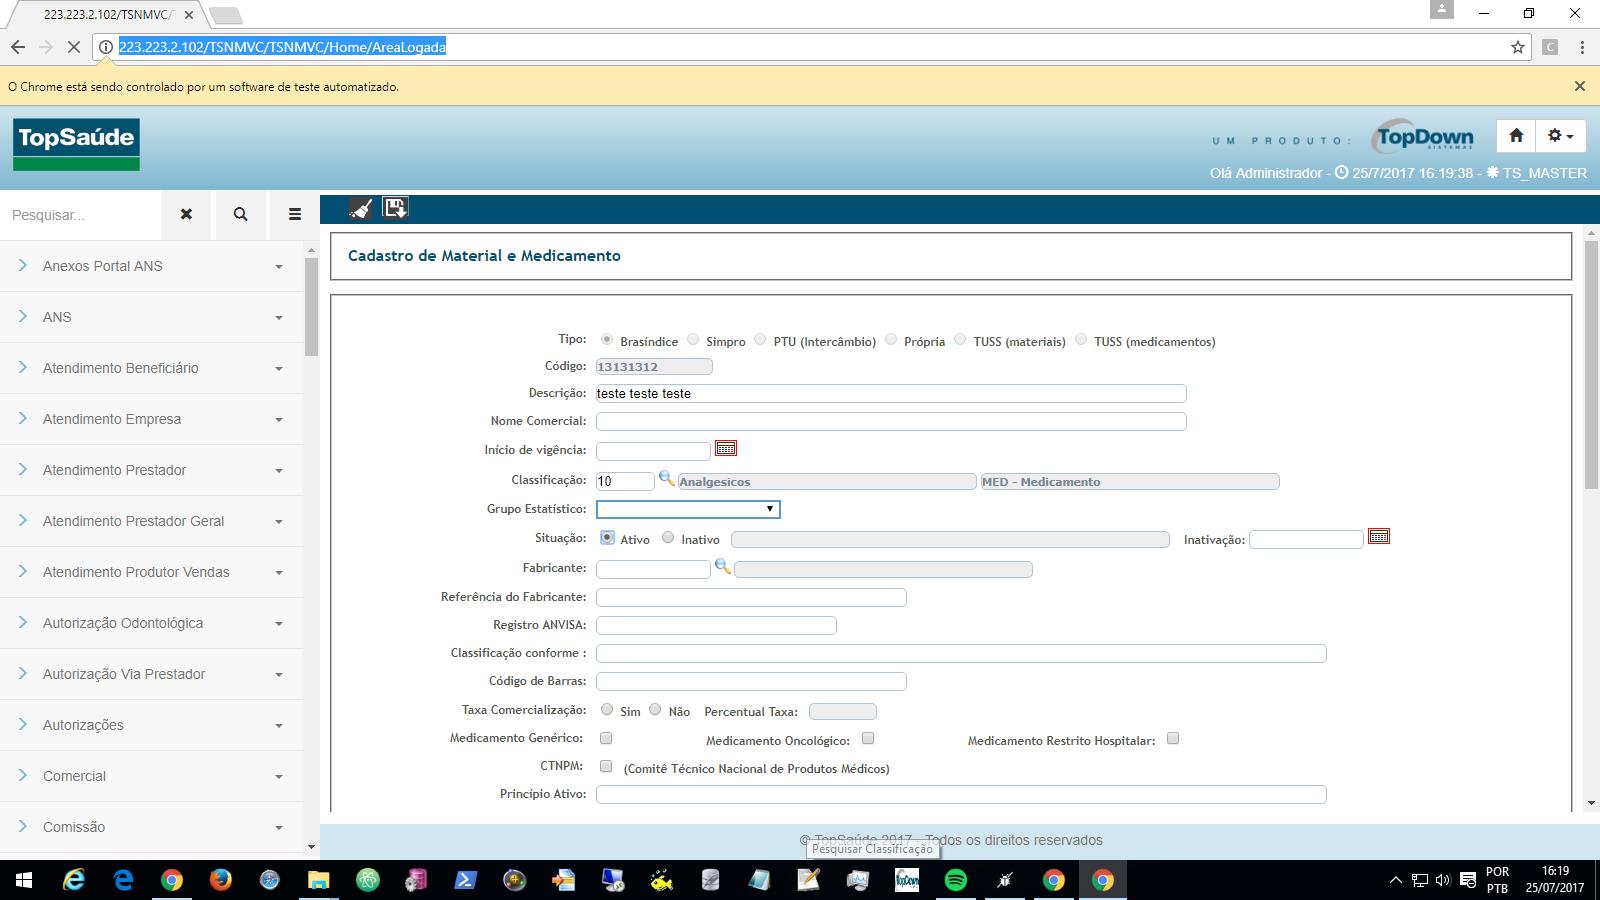 223.223.2.102/TSNMVC/T
223.223.2.102/TSNMVC/TSNMVC/Home/AreaLogada
O Chrome está sendo controlado por um software de teste automatizado.
TopSaúde
UM PRODUTO:
TopDown
SISTEMAS
Olá Administrador - 25/7/2017 16:19:38 - TS_MASTER
Pesquisar...
Anexos Portal ANS
ANS
Atendimento Beneficiário
Atendimento Empresa
Atendimento Prestador
Atendimento Prestador Geral
Atendimento Produtor Vendas
Autorização Odontológica
Autorização Via Prestador
Autorizações
Comercial
Comissão
Cadastro de Material e Medicamento
Tipo: Brasíndice Simpro PTU (Intercâmbio) Própria TUSS (materiais) TUSS (medicamentos)
Código: 13131312
Descrição: teste teste teste
Nome Comercial:
Início de vigência:
Classificação: 10 Analgesicos MED - Medicamento
Grupo Estatístico:
Situação: Ativo Inativo Inativação:
Fabricante:
Referência do Fabricante:
Registro ANVISA:
Classificação conforme :
Código de Barras:
Taxa Comercialização: Sim Não Percentual Taxa:
Medicamento Genérico: Medicamento Oncológico: Medicamento Restrito Hospitalar:
CTNPM: (Comitê Técnico Nacional de Produtos Médicos)
Princípio Ativo:
© TopSaúde 2017 - Todos os direitos reservados
Pesquisar Classificação
POR
PTB
16:19
25/07/2017